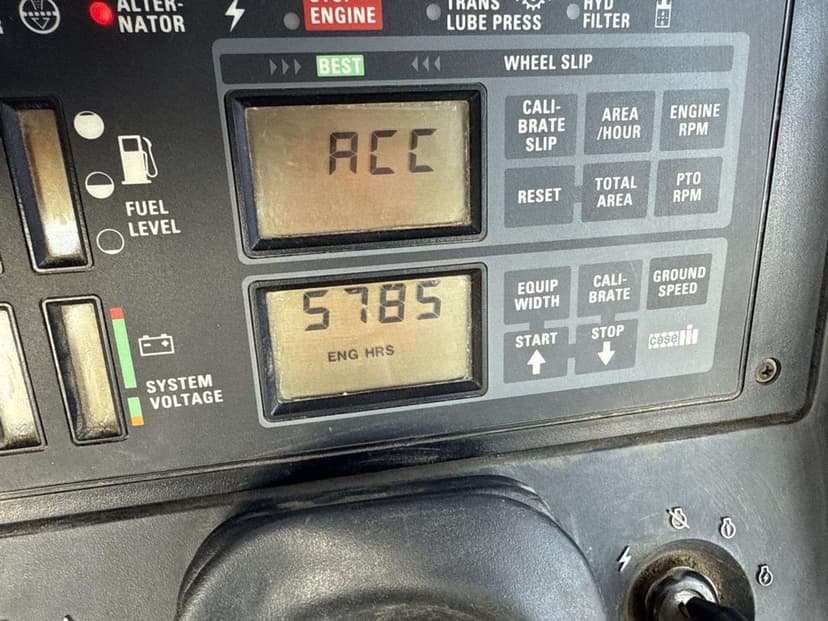 ALTER-
NATOR
STOP
ENGINE
TRANS
LUBE PRESS
HYD
FILTER
BEST
WHEEL SLIP
ACC
CALI-
BRATE
SLIP
AREA
/HOUR
ENGINE
RPM
RESET
TOTAL
AREA
PTO
RPM
FUEL
LEVEL
5785
ENG HRS
EQUIP
WIDTH
CALI-
BRATE
GROUND
SPEED
START
STOP
case IH
SYSTEM
VOLTAGE